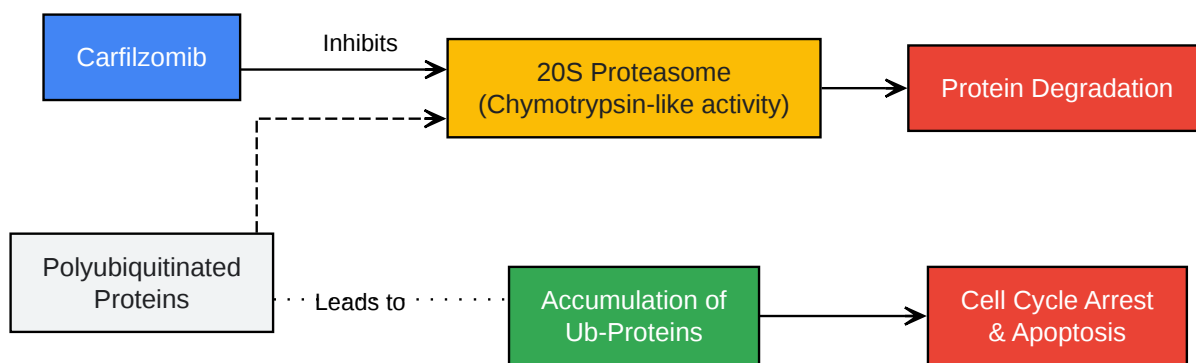 Carfilzomib
Inhibits
20S Proteasome
(Chymotrypsin-like activity)
Protein Degradation
Polyubiquitinated
Proteins
Leads to
Accumulation of
Ub-Proteins
Cell Cycle Arrest
& Apoptosis